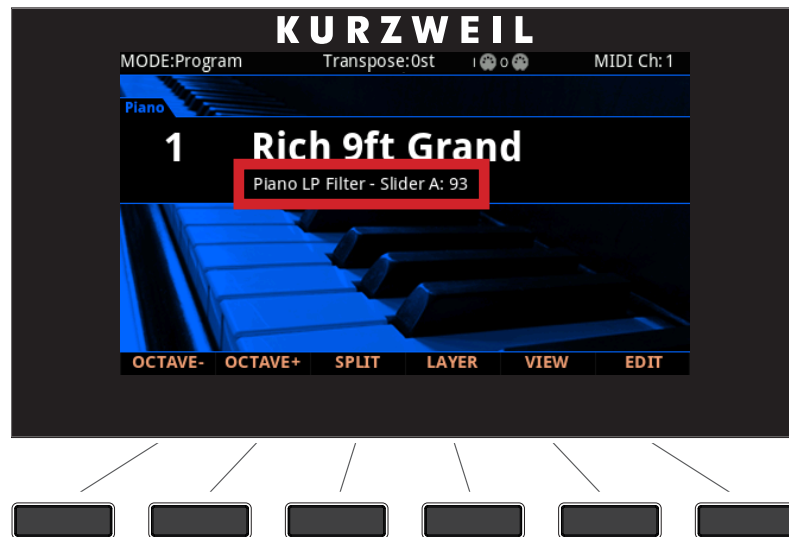 KURZWEIL
MODE:Program Transpose:0st I O MIDI Ch:1
Piano
1 Rich 9ft Grand
Piano LP Filter - Slider A: 93
OCTAVE- OCTAVE+ SPLIT LAYER VIEW EDIT